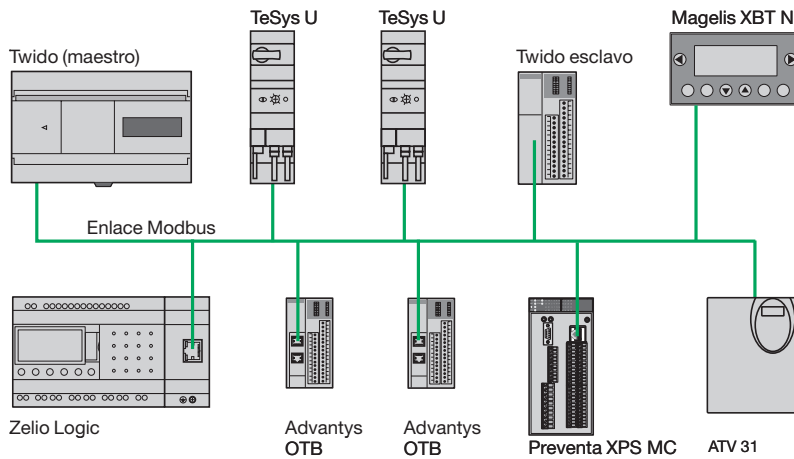 TeSys U
TeSys U
Magelis XBT N
Twido (maestro)
Twido esclavo
Enlace Modbus
Zelio Logic
Advantys
OTB
Advantys
OTB
Preventa XPS MC
ATV 31